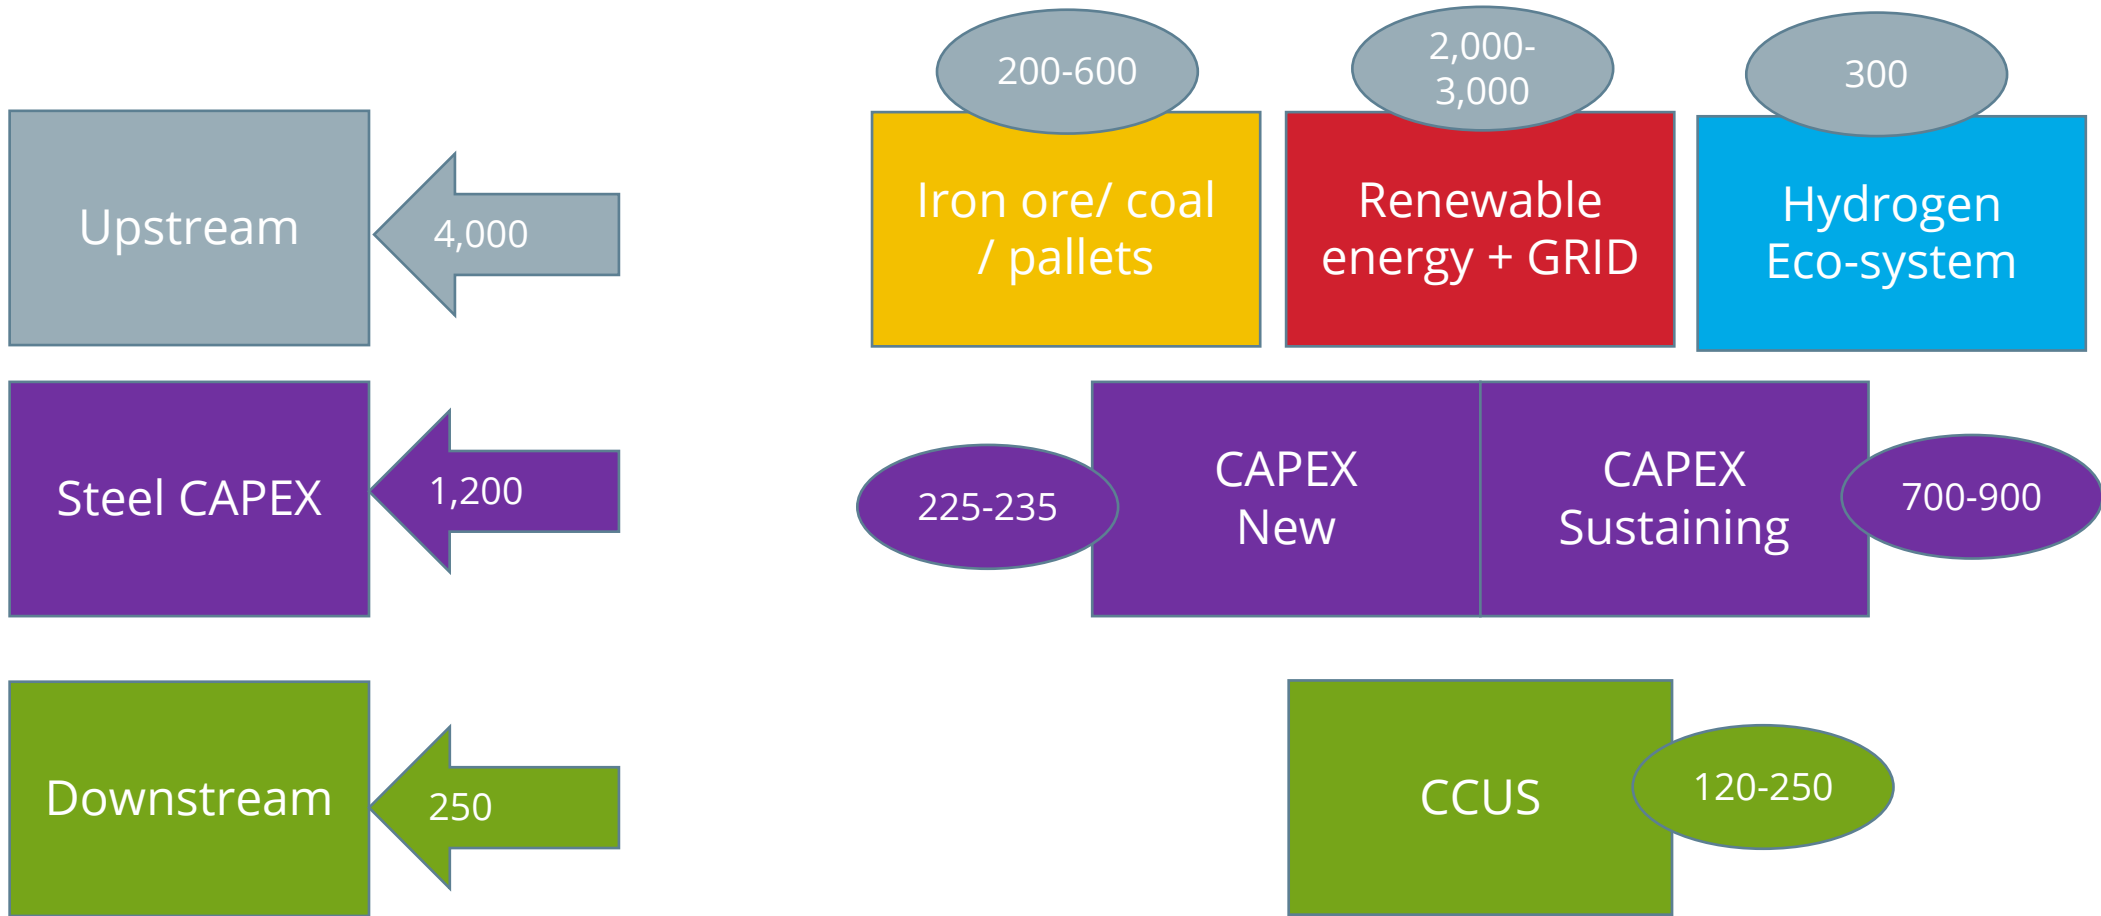 200-600
2,000-
3,000
300
Upstream
4,000
Iron ore/ coal
/ pallets
Renewable
energy + GRID
Hydrogen
Eco-system
Steel CAPEX
1,200
225-235
CAPEX
New
CAPEX
Sustaining
700-900
Downstream
250
CCUS
120-250